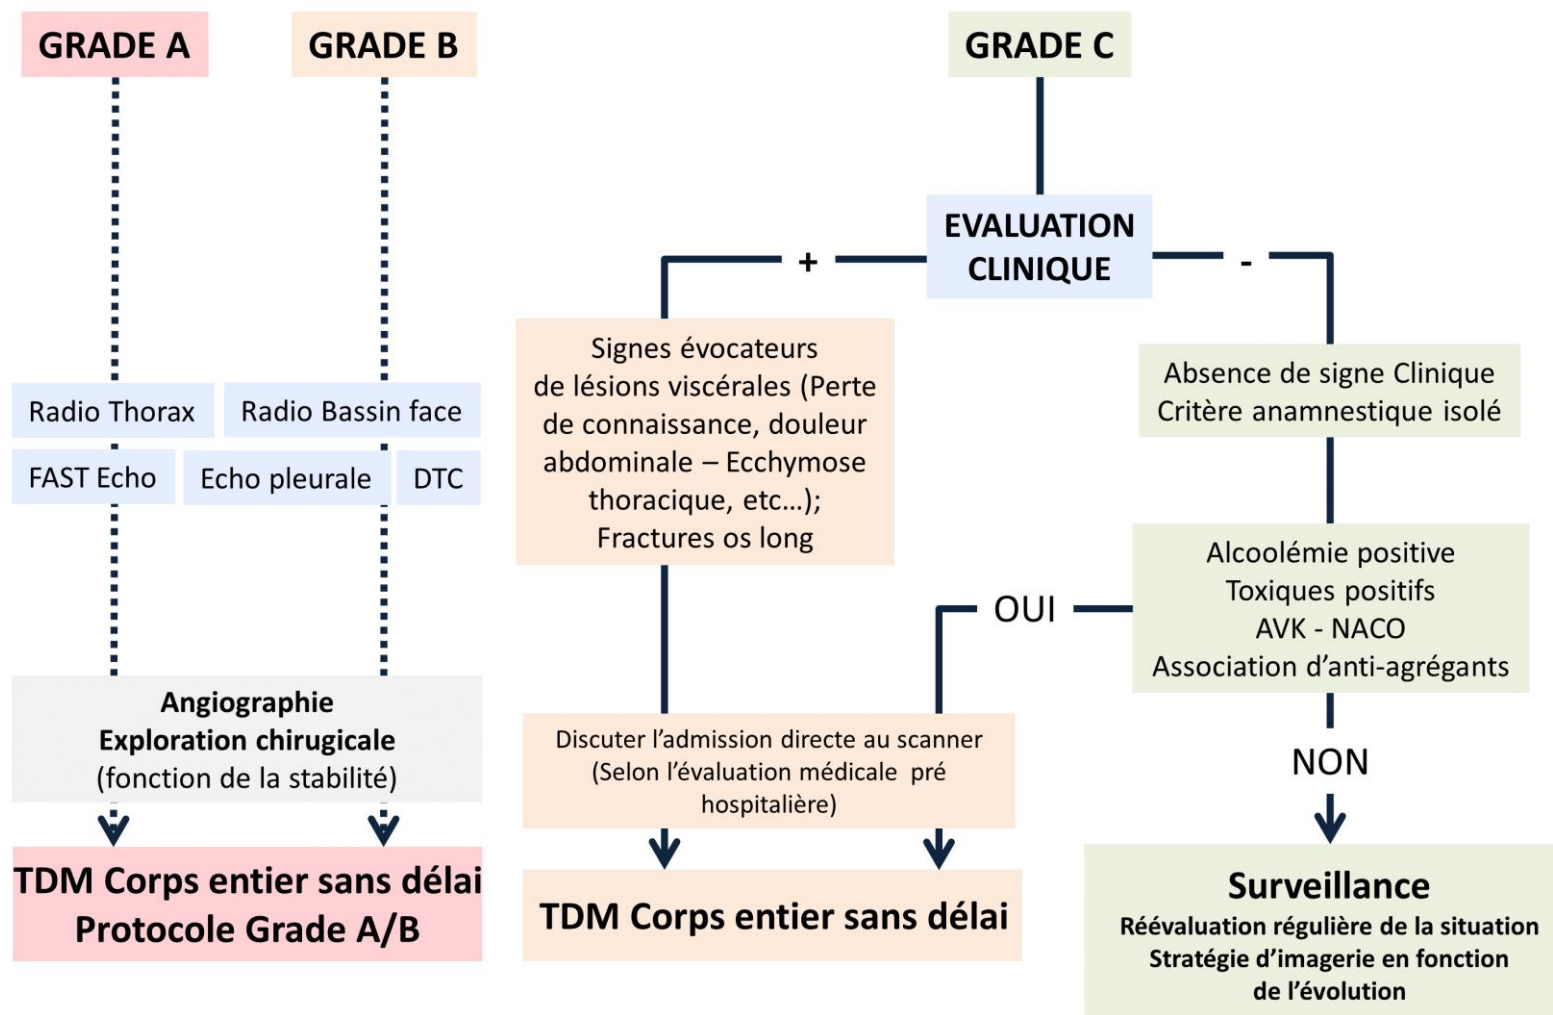 GRADE A
GRADE B
GRADE C
EVALUATION
CLINIQUE
+
-
Radio Thorax
Radio Bassin face
FAST Echo
Echo pleurale
DTC
Angiographie
Exploration chirugicale
(fonction de la stabilité)
TDM Corps entier sans délai
Protocole Grade A/B
Signes évocateurs
de lésions viscérales (Perte
de connaissance, douleur
abdominale – Ecchymose
thoracique, etc…);
Fractures os long
Absence de signe Clinique
Critère anamnestique isolé
Alcoolémie positive
Toxiques positifs
AVK - NACO
Association d’anti-agrégants
OUI
NON
Discuter l’admission directe au scanner
(Selon l’évaluation médicale pré
hospitalière)
TDM Corps entier sans délai
Surveillance
Réévaluation régulière de la situation
Stratégie d’imagerie en fonction
de l’évolution